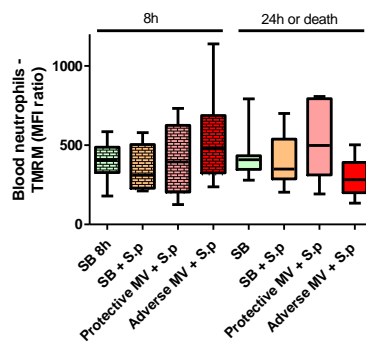 8h
24h or death
Blood neutrophils -
TMRM (MFI ratio)
1000
500
0
SB 8h
SB + S.p
Protective MV + S.p
Adverse MV + S.p
SB
SB + S.p
Protective MV + S.p
Adverse MV + S.p